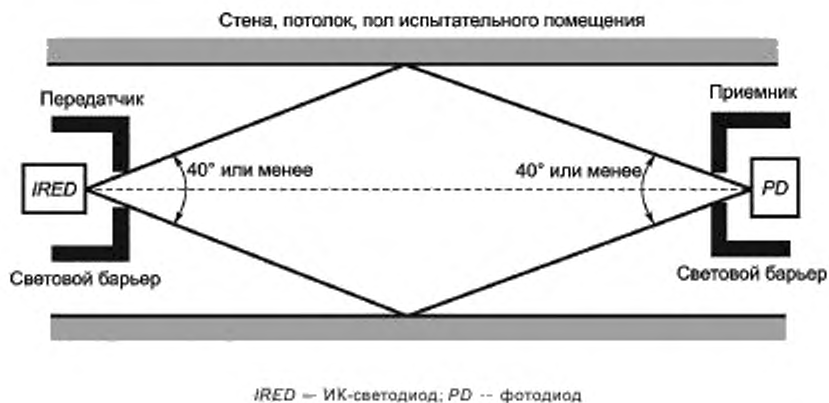 Стена, потолок, пол испытательного помещения
Передатчик
Приемник
40° или менее
40° или менее
IRED
PD
Световой барьер
Световой барьер
IRED — ИК-светодиод; PD -- фотодиод